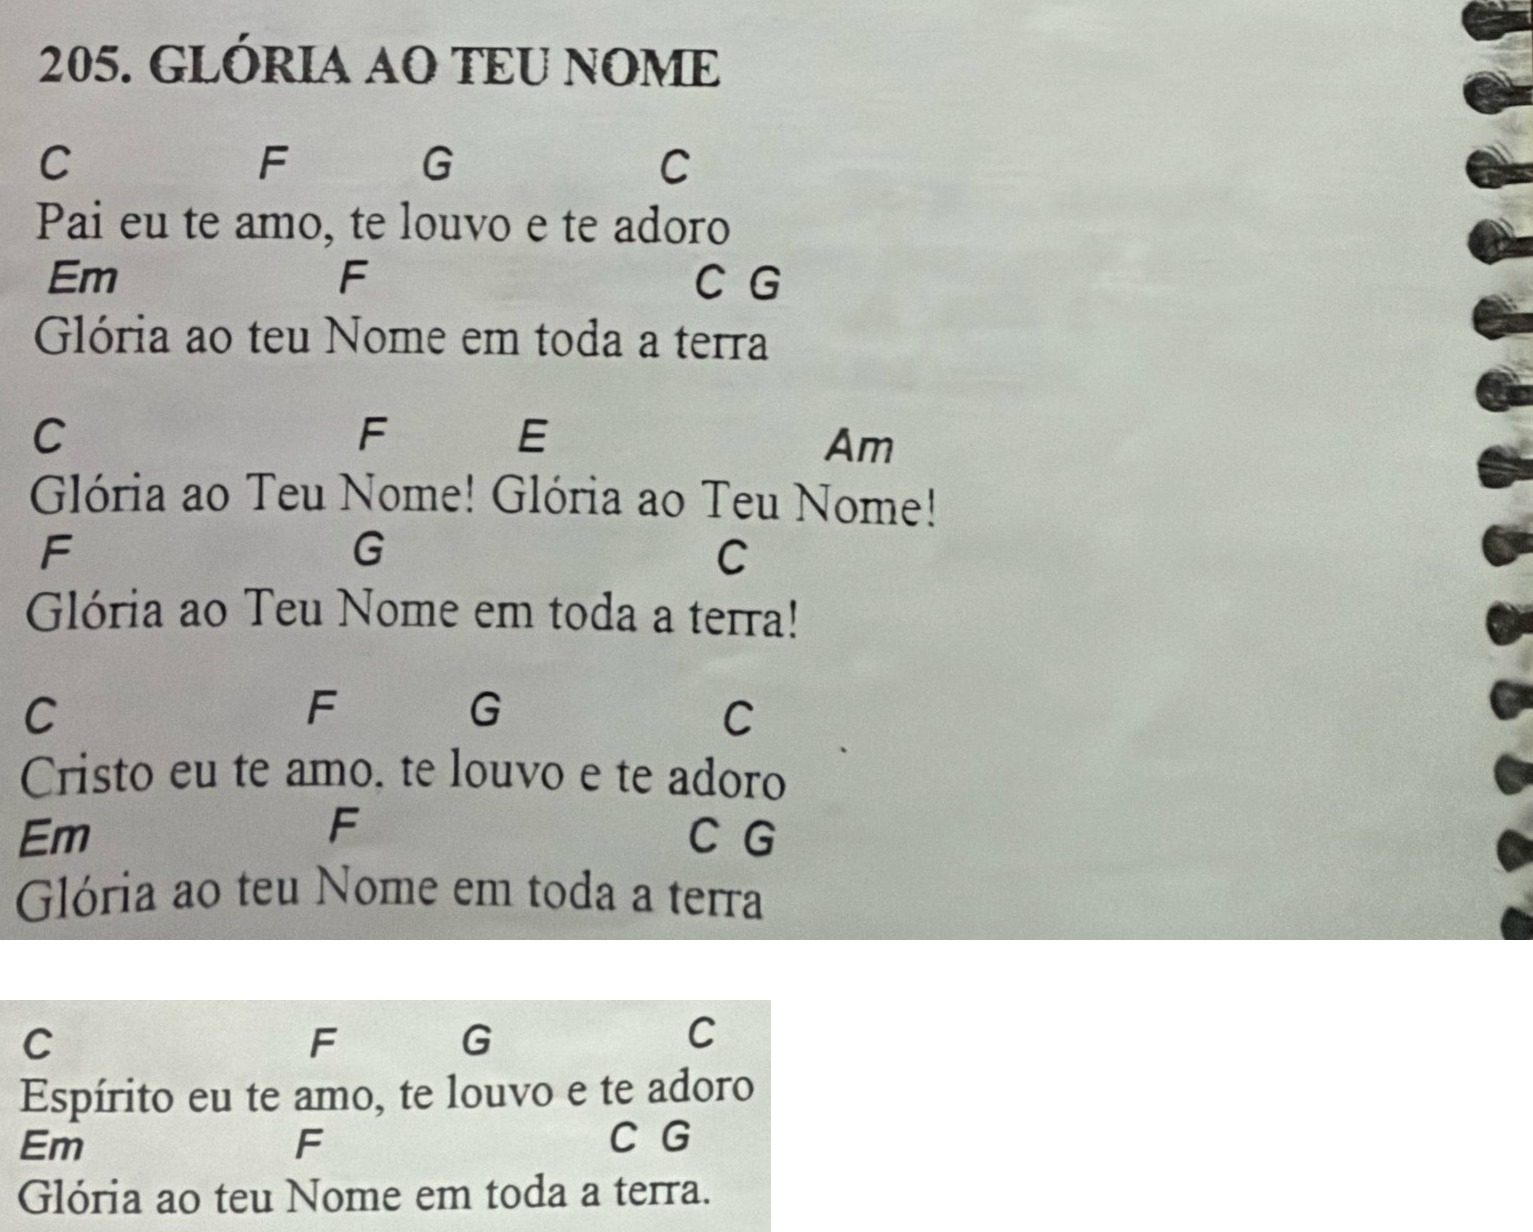 205. GLÓRIA AO TEU NOME
C F G C
Pai eu te amo, te louvo e te adoro
Em F C G
Glória ao teu Nome em toda a terra
C F E Am
Glória ao Teu Nome! Glória ao Teu Nome!
F G C
Glória ao Teu Nome em toda a terra!
C F G C
Cristo eu te amo. te louvo e te adoro
Em F C G
Glória ao teu Nome em toda a terra
C F G C
Espírito eu te amo, te louvo e te adoro
Em F C G
Glória ao teu Nome em toda a terra.